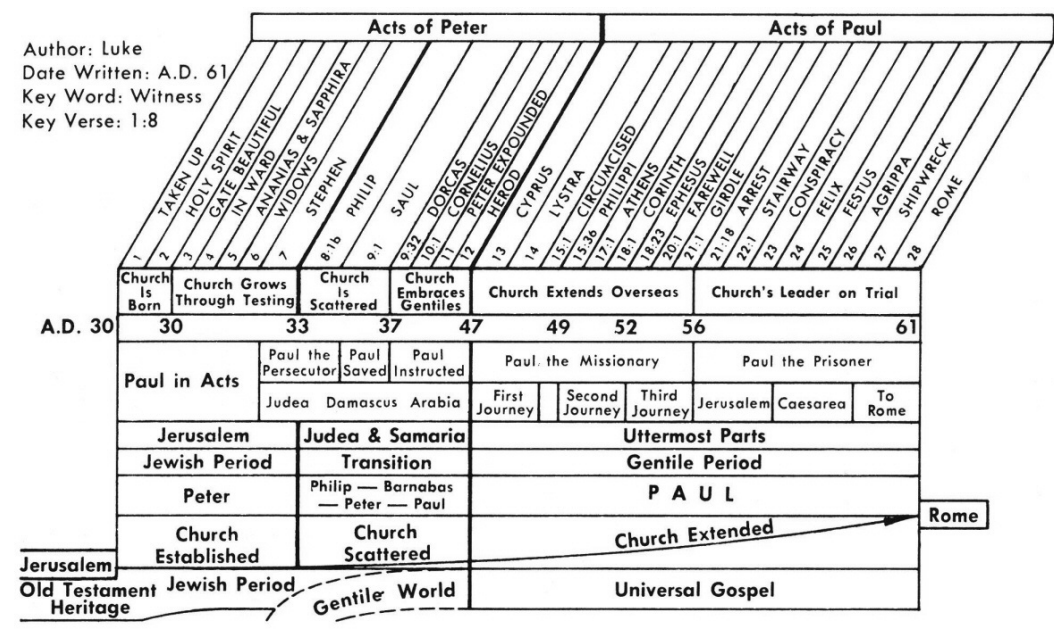 Acts of Peter
Acts of Paul
Author: Luke
Date Written: A.D. 61
Key Word: Witness
Key Verse: 1:8
TAKEN UP
HOLY SPIRIT
GATE BEAUTIFUL
IN WARD
ANANIAS & SAPPHIRA
WIDOWS
STEPHEN
PHILIP
SAUL
DORCAS
CORNELIUS
PETER EXPOUNDED
HEROD
CYPRUS
LYSTRA
CIRCUMCISED
PHILIPPI
ATHENS
CORINTH
EPHESUS
FAREWELL
GIRDLE
ARREST
STAIRWAY
CONSPIRACY
FELIX
FESTUS
AGRIPPA
SHIPWRECK
ROME
1 2 3 4 5 6 7 8:1b 9:1 9:32 10:1 11 12 13 14 15:1 15:36 17:1 18:1 18:23 20:1 21:1 21:18 22:1 23 24 25 26 27 28
Church
Is
Born
Church Grows
Through Testing
Church
Is
Scattered
Church
Embraces
Gentiles
Church Extends Overseas
Church's Leader on Trial
A.D. 30 30 33 37 47 49 52 56 61
Paul in Acts
Paul the
Persecutor
Paul
Saved
Paul
Instructed
Paul the Missionary
Paul the Prisoner
Judea Damascus Arabia
First
Journey
Second
Journey
Third
Journey
Jerusalem
Caesarea
To
Rome
Jerusalem
Judea & Samaria
Uttermost Parts
Jewish Period
Transition
Gentile Period
Peter
Philip — Barnabas
— Peter — Paul
PAUL
Rome
Church
Established
Church
Scattered
Church Extended
Jerusalem
Old Testament
Heritage
Jewish Period
Gentile World
Universal Gospel